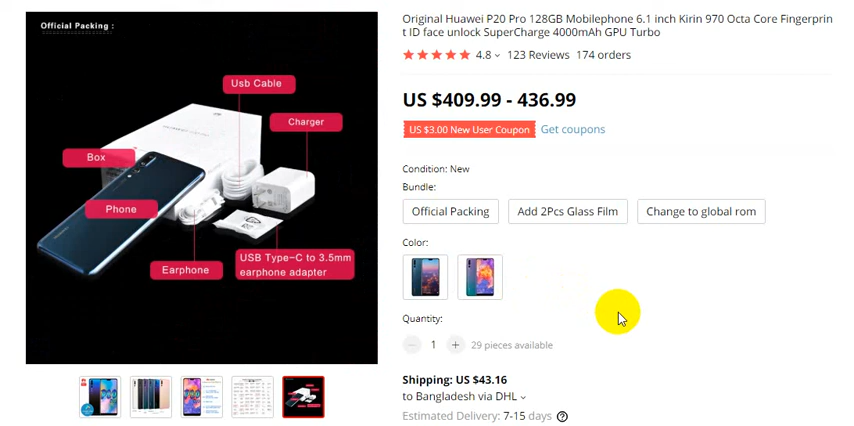 Official Packing :
Usb Cable
Charger
Box
Phone
Earphone
USB Type-C to 3.5mm
earphone adapter
Original Huawei P20 Pro 128GB Mobilephone 6.1 inch Kirin 970 Octa Core Fingerprin
t ID face unlock SuperCharge 4000mAh GPU Turbo
4.8 123 Reviews 174 orders
US $409.99 - 436.99
US $3.00 New User Coupon Get coupons
Condition: New
Bundle:
Official Packing Add 2Pcs Glass Film Change to global rom
Color:
Quantity:
− 1 + 29 pieces available
Shipping: US $43.16
to Bangladesh via DHL
Estimated Delivery: 7-15 days ?